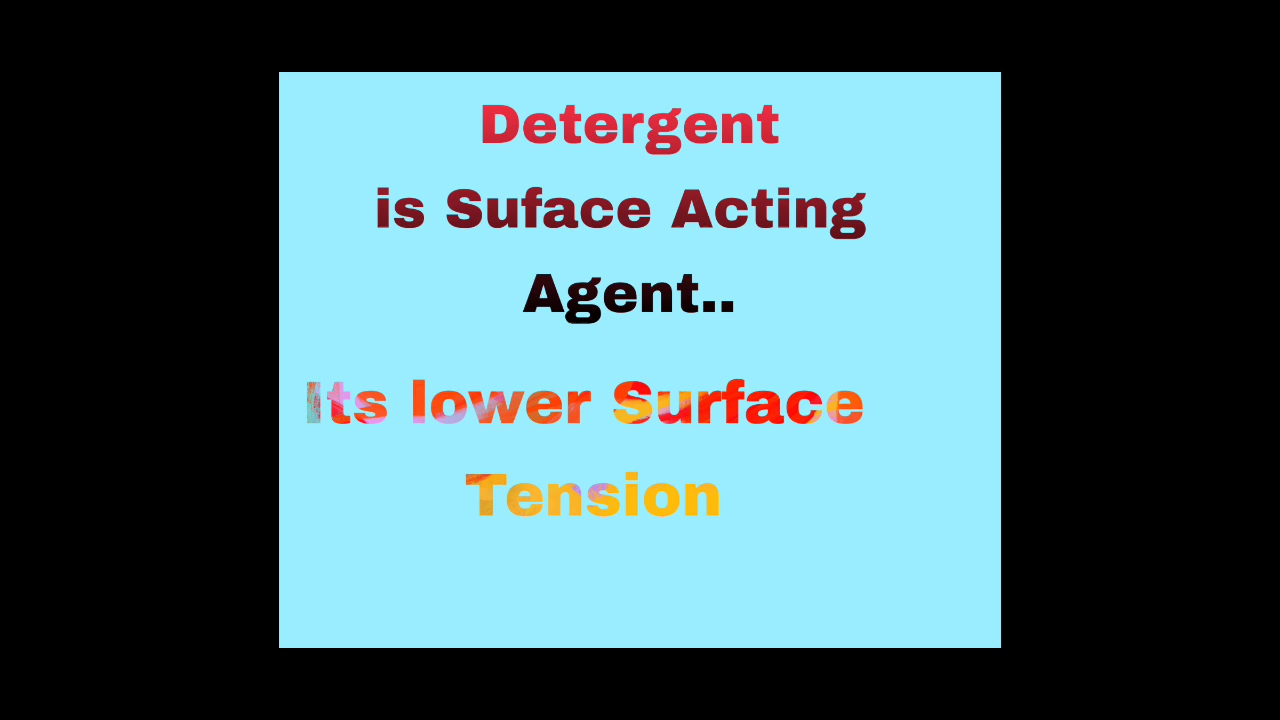 Detergent
is Suface Acting
Agent..
Its lower Surface
Tension